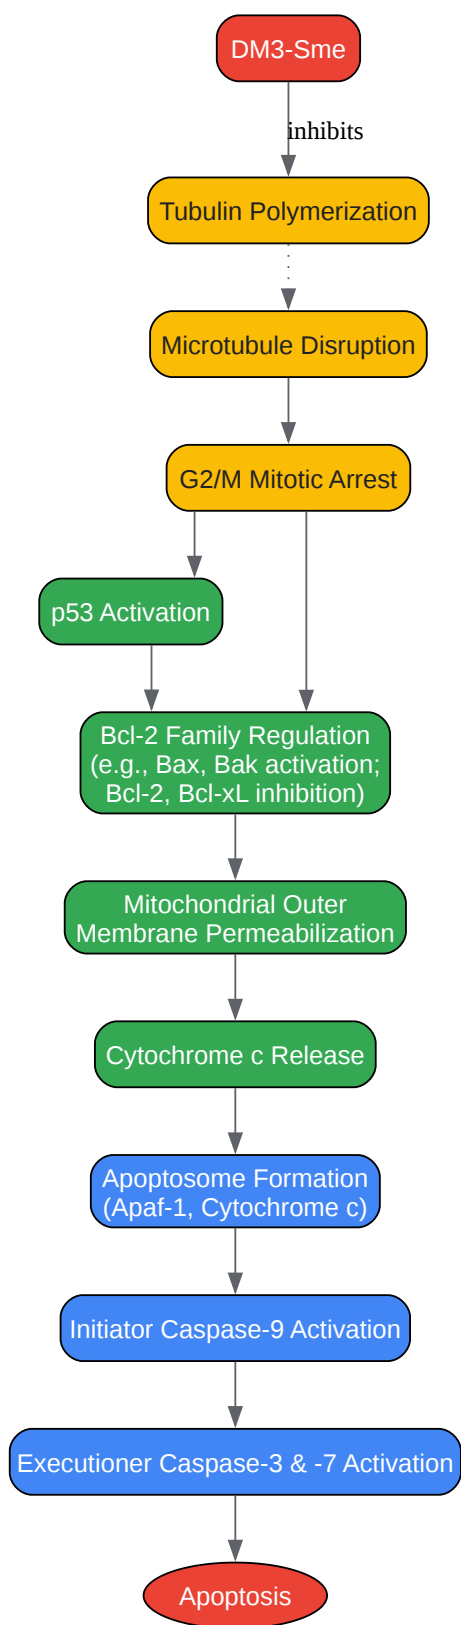 DM3-Sme
inhibits
Tubulin Polymerization
Microtubule Disruption
G2/M Mitotic Arrest
p53 Activation
Bcl-2 Family Regulation
(e.g., Bax, Bak activation;
Bcl-2, Bcl-xL inhibition)
Mitochondrial Outer
Membrane Permeabilization
Cytochrome c Release
Apoptosome Formation
(Apaf-1, Cytochrome c)
Initiator Caspase-9 Activation
Executioner Caspase-3 & -7 Activation
Apoptosis